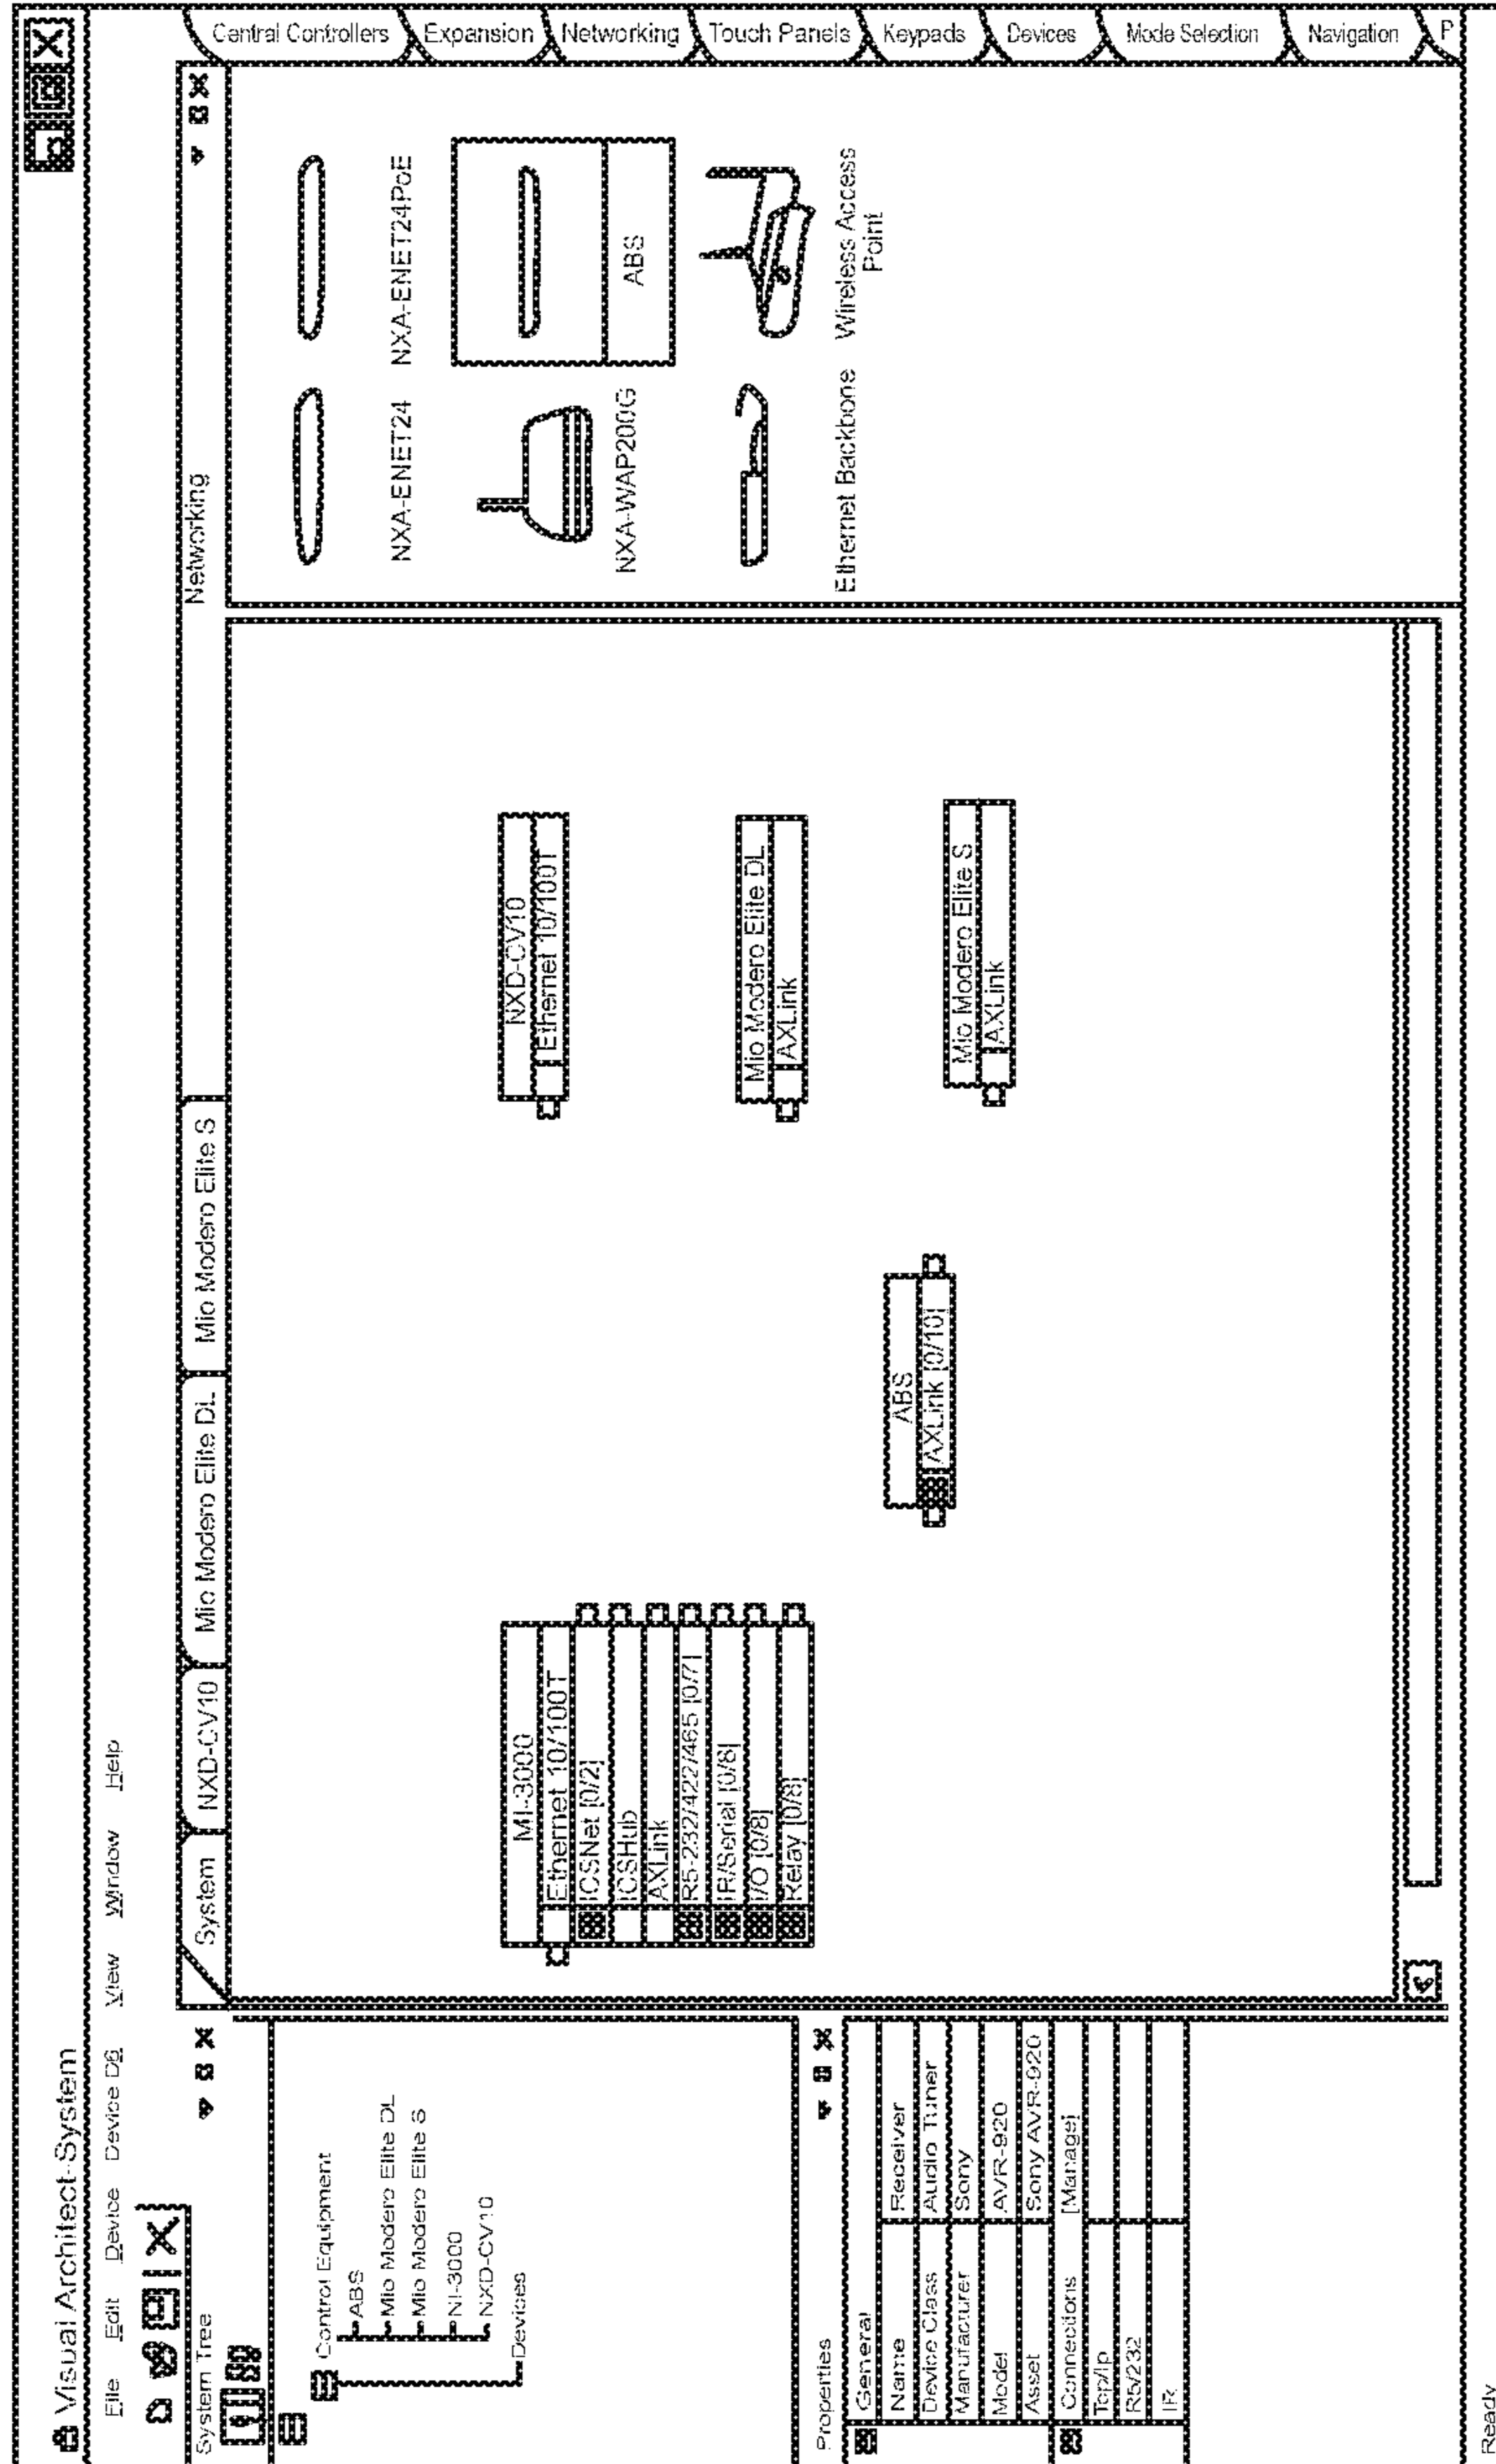 Visual Architect-System
File Edit Device Device DB View Window Help
System Tree
Control Equipment
ABS
Mio Modero Elite DL
Mio Modero Elite S
NI-3000
NXD-CV10
Devices
Properties
General
Name Receiver
Device Class Audio Tuner
Manufacturer Sony
Model AVR-920
Asset Sony AVR-920
Connections [Manage]
Tcp/Ip
R5/232
IR
Ready
System NXD-CV10 Mio Modero Elite DL Mio Modero Elite S
MI-3000
Ethernet 10/100T
ICSNet [0/2]
ICSHub
AXLink
R5-232/422/465 [0/7]
IR/Serial [0/8]
I/O [0/8]
Relay [0/8]
ABS
AXLink [0/10]
NXD-CV10
Ethernet 10/100T
Mio Modero Elite DL
AXLink
Mio Modero Elite S
AXLink
Networking
NXA-ENET24 NXA-ENET24PoE
NXA-WAP200G ABS
Ethernet Backbone Wireless Access
Point
Central Controllers
Expansion
Networking
Touch Panels
Keypads
Devices
Mode Selection
Navigation
P